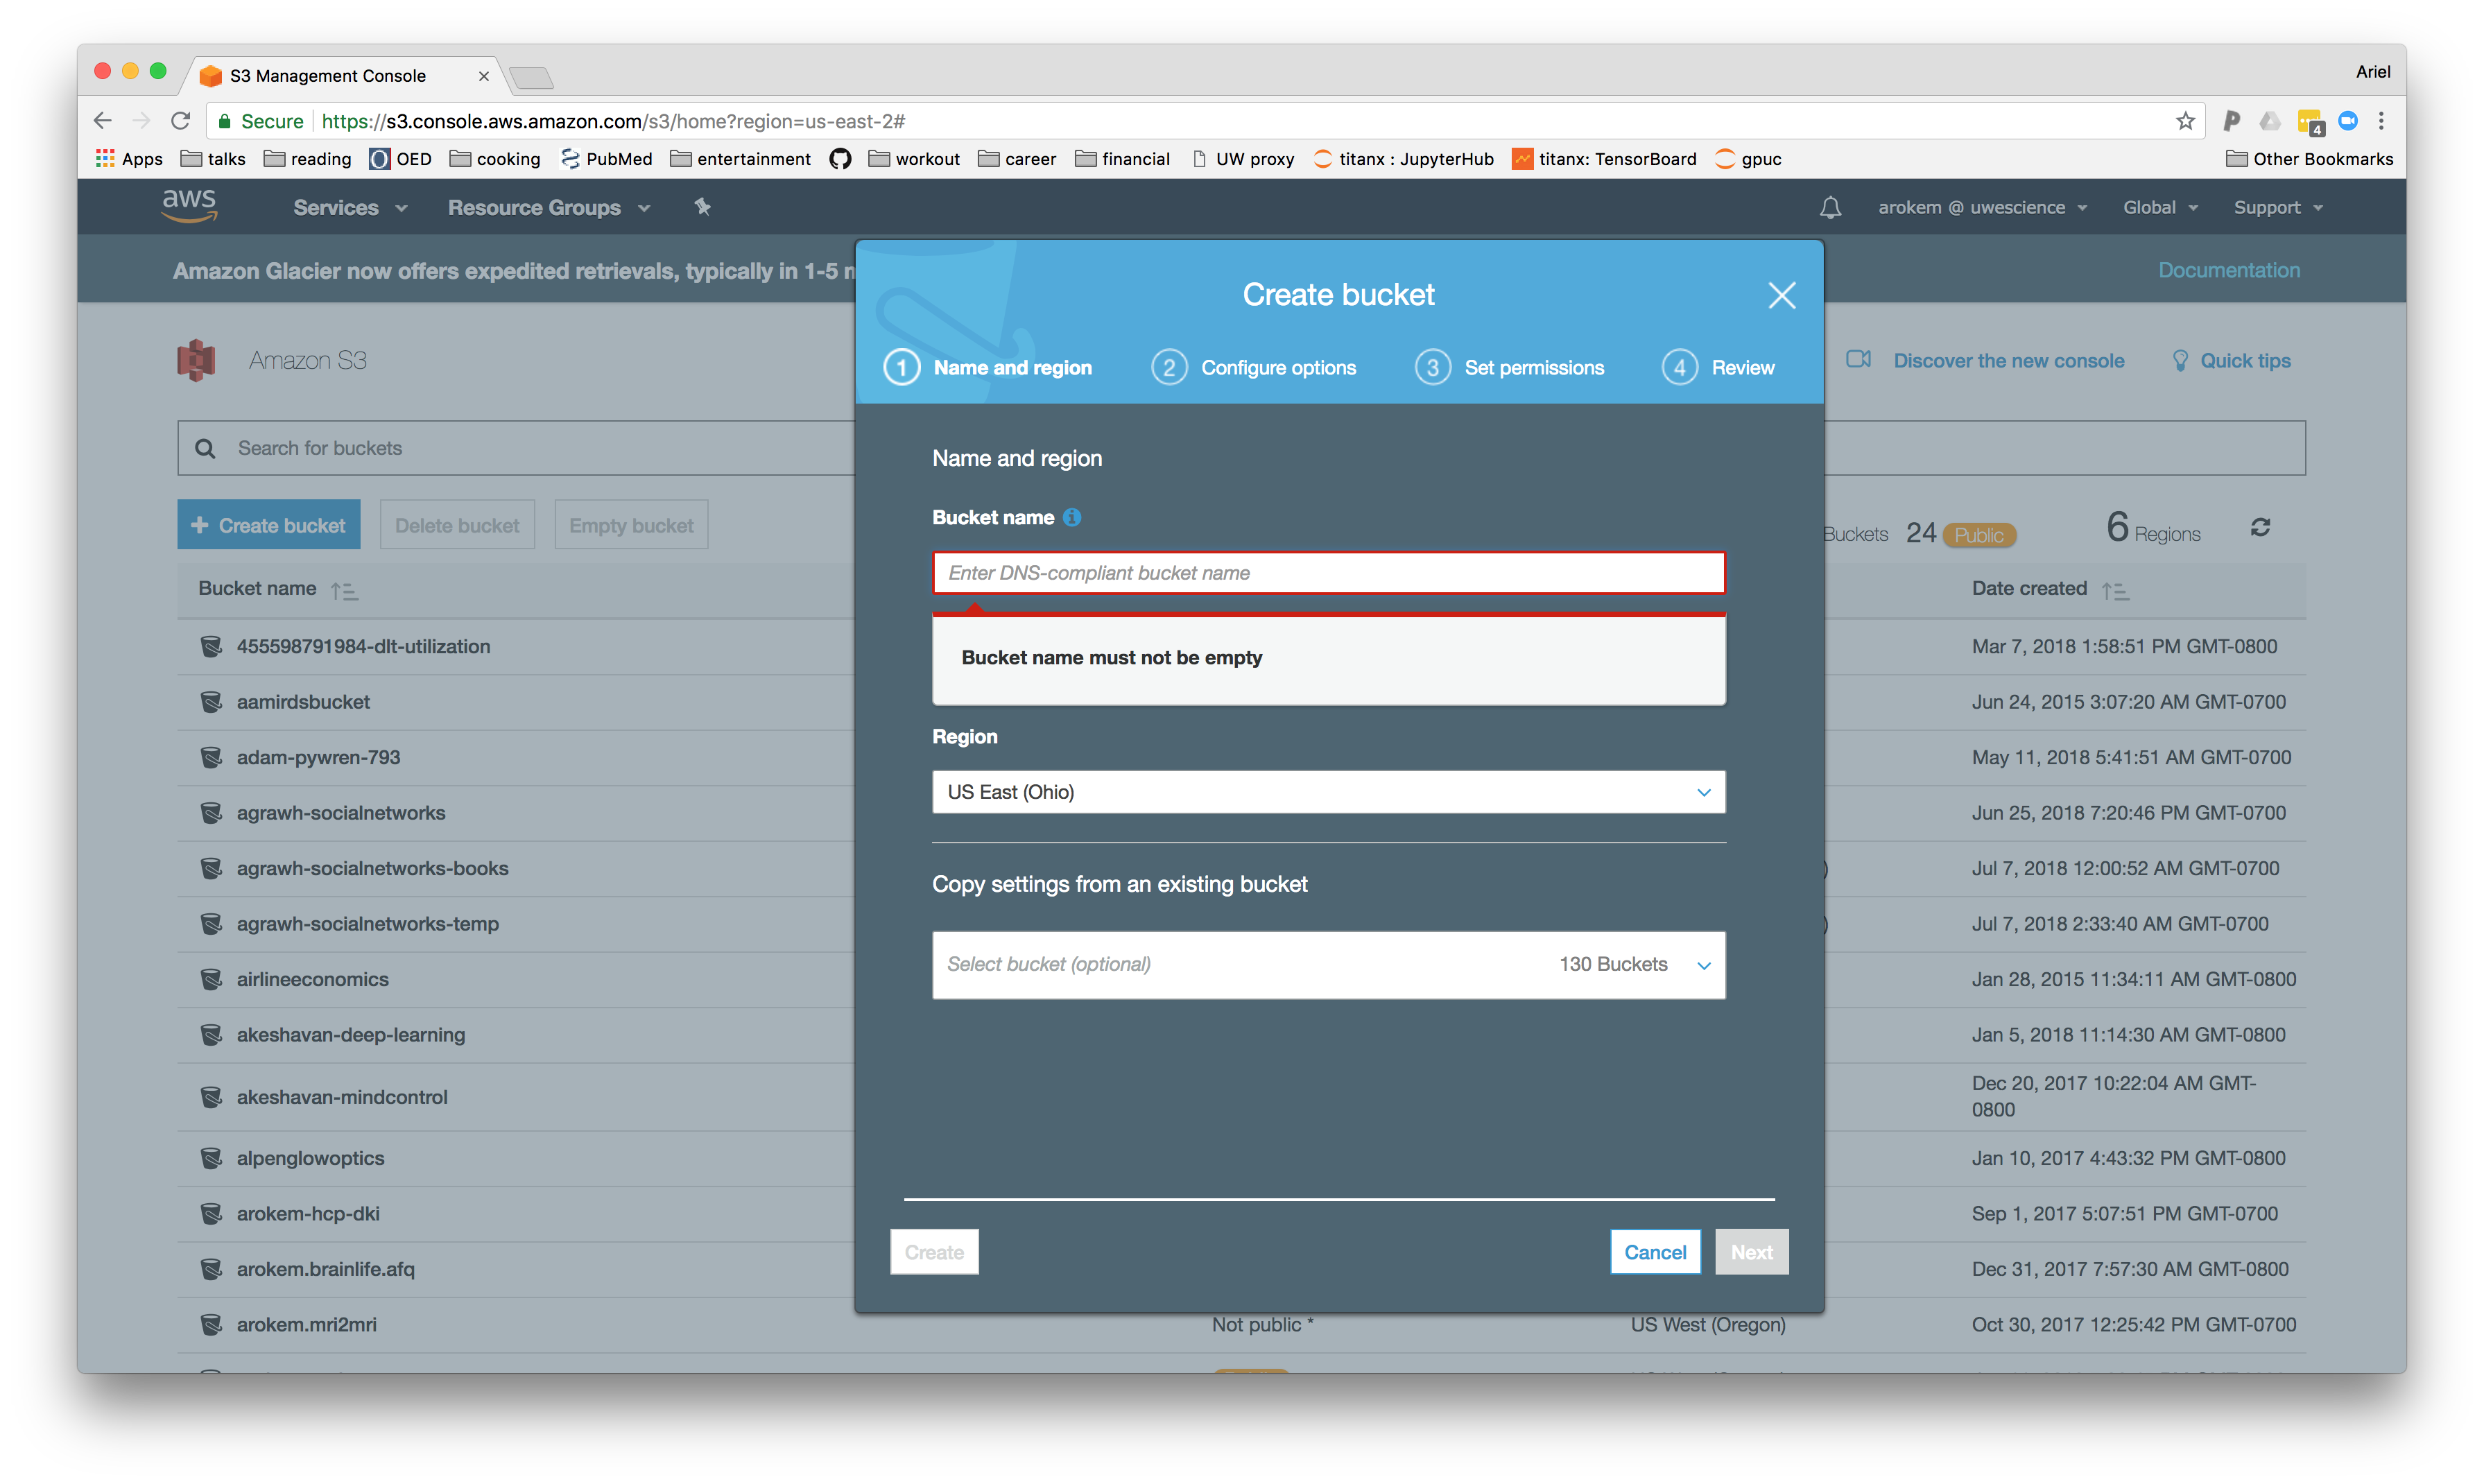 S3 Management Console
Ariel
Secure https://s3.console.aws.amazon.com/s3/home?region=us-east-2#
4
Apps talks reading OED cooking PubMed entertainment workout career financial UW proxy titanx : JupyterHub titanx: TensorBoard gpuc Other Bookmarks
aws Services Resource Groups arokem @ uwescience Global Support
Amazon Glacier now offers expedited retrievals, typically in 1-5
Documentation
Create bucket
1 Name and region 2 Configure options 3 Set permissions 4 Review
Amazon S3
Discover the new console Quick tips
Search for buckets
Name and region
Bucket name
Enter DNS-compliant bucket name
Bucket name must not be empty
Region
US East (Ohio)
Copy settings from an existing bucket
Select bucket (optional) 130 Buckets
Create Cancel Next
Create bucket Delete bucket Empty bucket
Buckets 24 Public 6 Regions
Bucket name Date created
455598791984-dlt-utilization Mar 7, 2018 1:58:51 PM GMT-0800
aamirdsbucket Jun 24, 2015 3:07:20 AM GMT-0700
adam-pywren-793 May 11, 2018 5:41:51 AM GMT-0700
agrawh-socialnetworks Jun 25, 2018 7:20:46 PM GMT-0700
agrawh-socialnetworks-books Jul 7, 2018 12:00:52 AM GMT-0700
agrawh-socialnetworks-temp Jul 7, 2018 2:33:40 AM GMT-0700
airlineeconomics Jan 28, 2015 11:34:11 AM GMT-0800
akeshavan-deep-learning Jan 5, 2018 11:14:30 AM GMT-0800
akeshavan-mindcontrol Dec 20, 2017 10:22:04 AM GMT-
0800
alpenglowoptics Jan 10, 2017 4:43:32 PM GMT-0800
arokem-hcp-dki Sep 1, 2017 5:07:51 PM GMT-0700
arokem.brainlife.afq Dec 31, 2017 7:57:30 AM GMT-0800
arokem.mri2mri Not public * US West (Oregon) Oct 30, 2017 12:25:42 PM GMT-0700